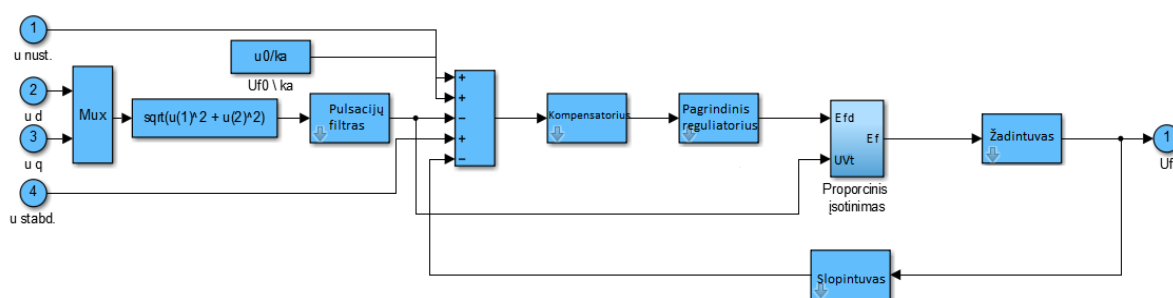 1
u nust.
u0/ka
Uf0 \ ka
2
u d
Mux
sqrt(u(1)^2 + u(2)^2)
Pulsacijų
filtras
3
u q
4
u stabd.
+
+
−
+
−
Kompensatorius
Pagrindinis
reguliatorius
Efd
Ef
UVt
Proporcinis
įsotinimas
Žadintuvas
1
Uf
Slopintuvas